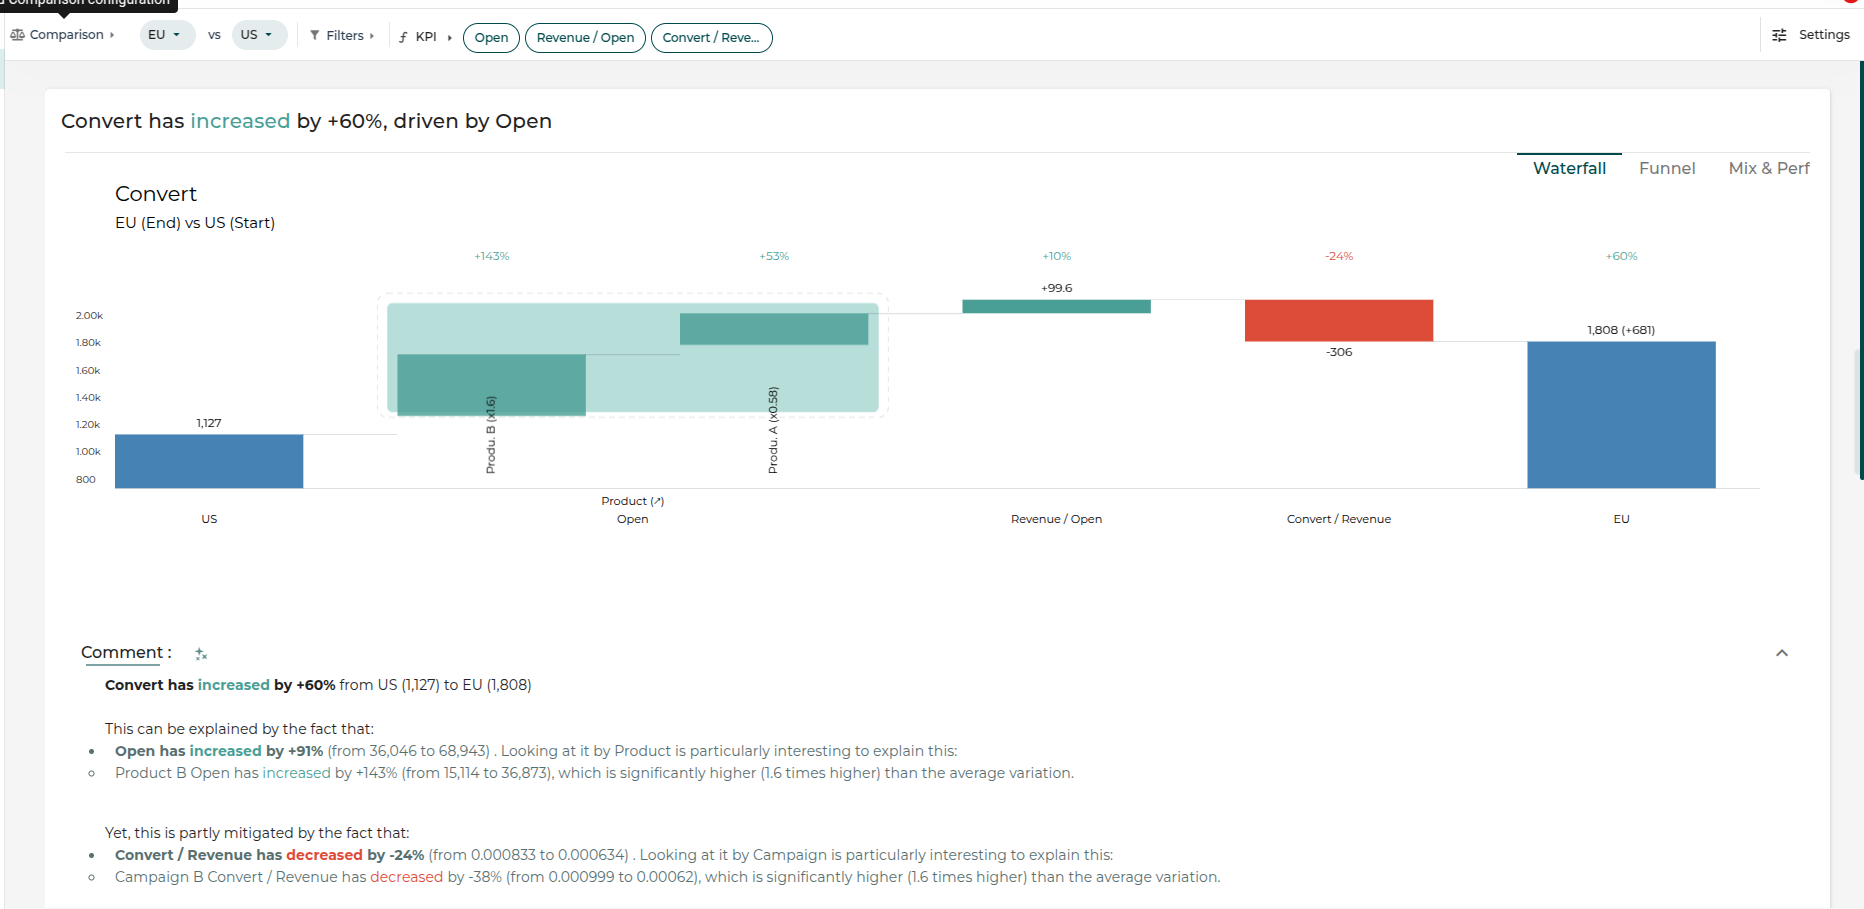 Comparison configuration
Comparison
EU
vs
US
Filters
KPI
Open
Revenue / Open
Convert / Reve...
Settings
Convert has increased by +60%, driven by Open
Waterfall
Funnel
Mix & Perf
Convert
EU (End) vs US (Start)
+143%
+53%
+10%
-24%
+60%
+99.6
2.00k
1.80k
1.60k
1.40k
1.20k
1.00k
800
1,127
Produ. B (x1.6)
Produ. A (x0.58)
-306
1,808 (+681)
Product (↗)
US
Open
Revenue / Open
Convert / Revenue
EU
Comment :
Convert has increased by +60% from US (1,127) to EU (1,808)
This can be explained by the fact that:
Open has increased by +91% (from 36,046 to 68,943) . Looking at it by Product is particularly interesting to explain this:
Product B Open has increased by +143% (from 15,114 to 36,873), which is significantly higher (1.6 times higher) than the average variation.
Yet, this is partly mitigated by the fact that:
Convert / Revenue has decreased by -24% (from 0.000833 to 0.000634) . Looking at it by Campaign is particularly interesting to explain this:
Campaign B Convert / Revenue has decreased by -38% (from 0.000999 to 0.00062), which is significantly higher (1.6 times higher) than the average variation.